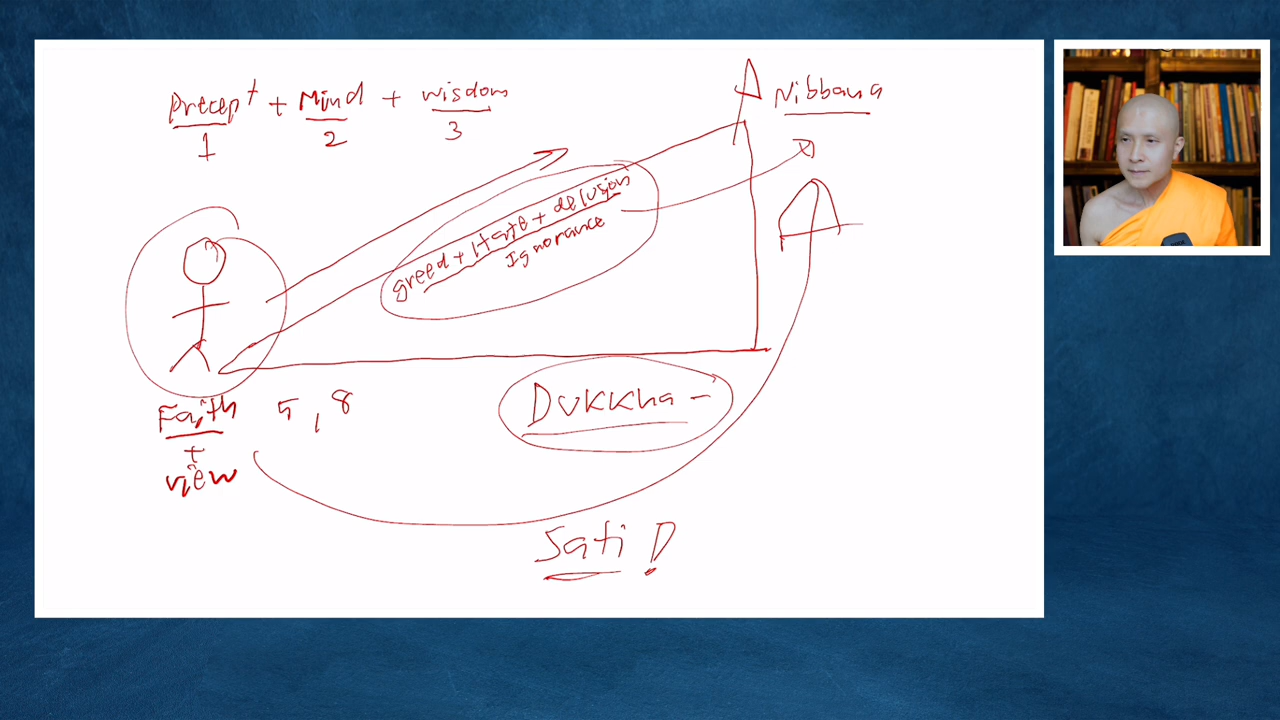 Precept + Mind + wisdom
1 2 3
Nibbana
greed + Hate + delusion
Ignorance
Faith 5, 8
+
view
Dukkha -
Sati !